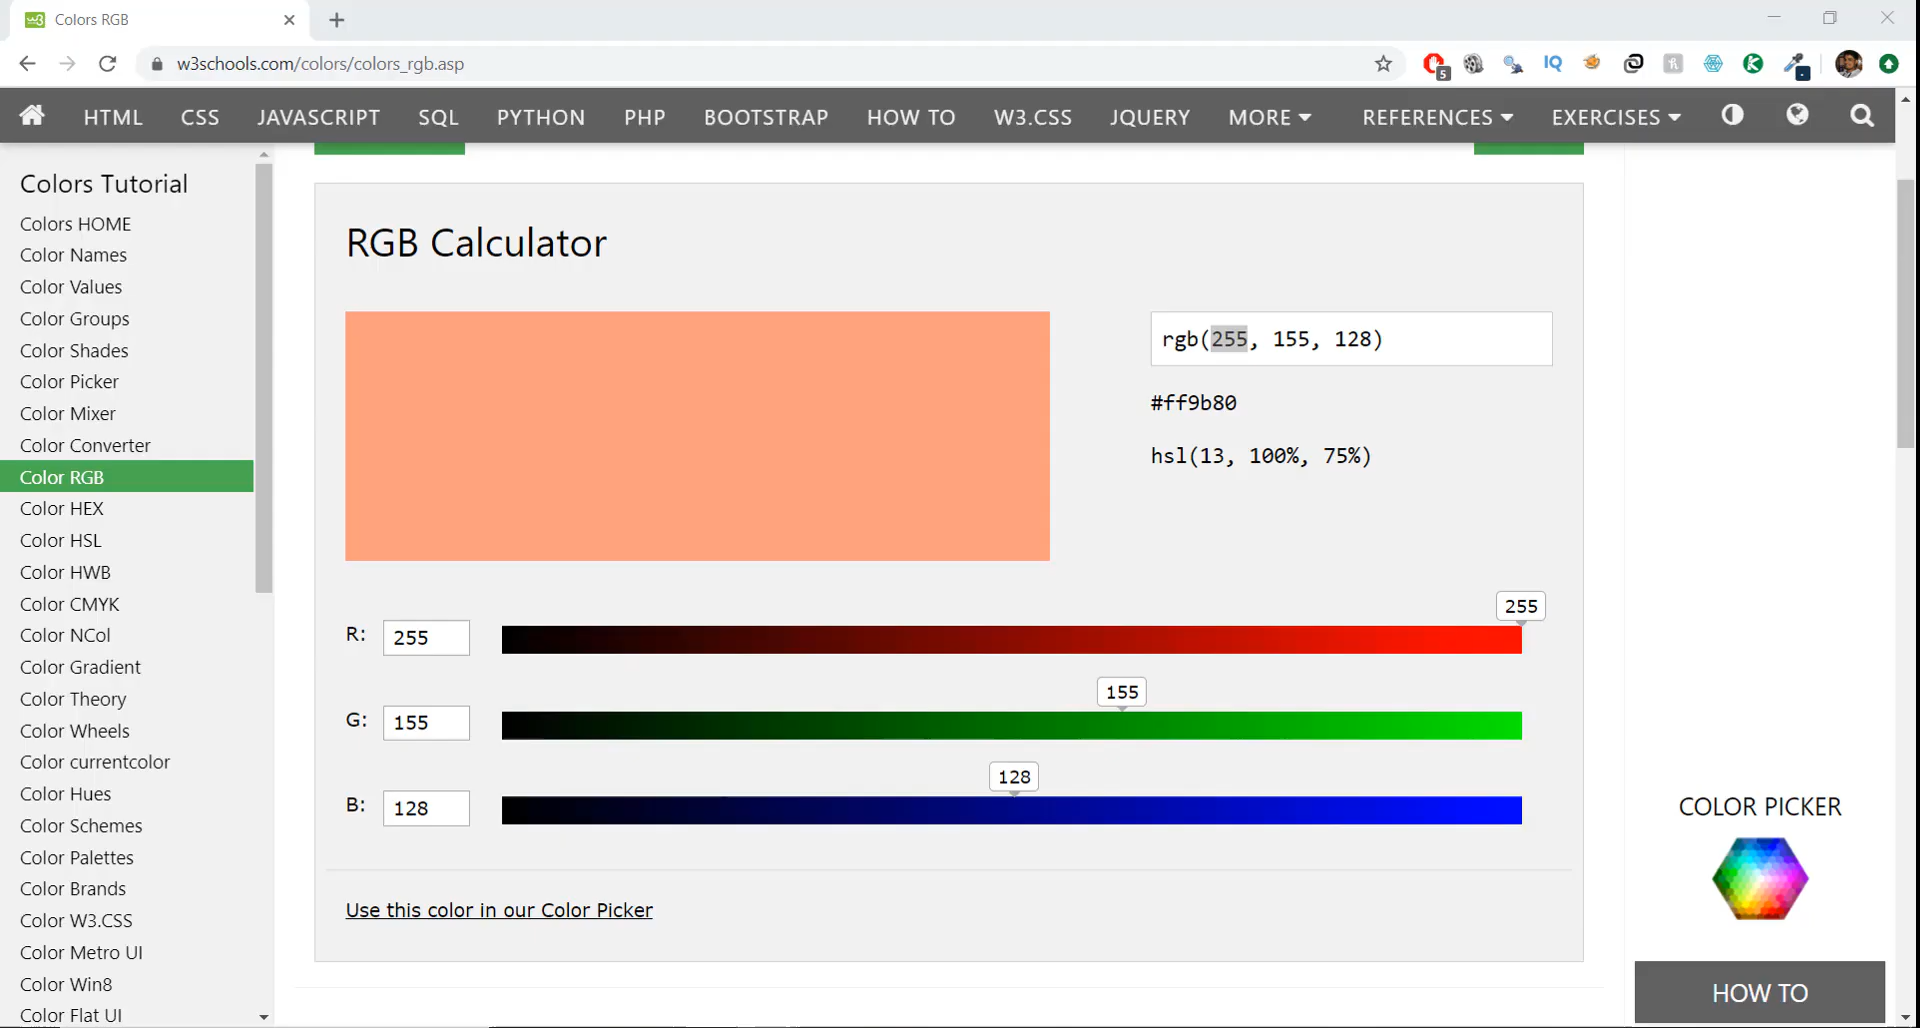 Colors RGB
w3schools.com/colors/colors_rgb.asp
5
IQ
HTML CSS JAVASCRIPT SQL PYTHON PHP BOOTSTRAP HOW TO W3.CSS JQUERY MORE REFERENCES EXERCISES
Colors Tutorial
Colors HOME
Color Names
Color Values
Color Groups
Color Shades
Color Picker
Color Mixer
Color Converter
Color RGB
Color HEX
Color HSL
Color HWB
Color CMYK
Color NCol
Color Gradient
Color Theory
Color Wheels
Color currentcolor
Color Hues
Color Schemes
Color Palettes
Color Brands
Color W3.CSS
Color Metro UI
Color Win8
Color Flat UI
RGB Calculator
rgb(255, 155, 128)
#ff9b80
hsl(13, 100%, 75%)
255
R: 255
155
G: 155
128
B: 128
Use this color in our Color Picker
COLOR PICKER
HOW TO